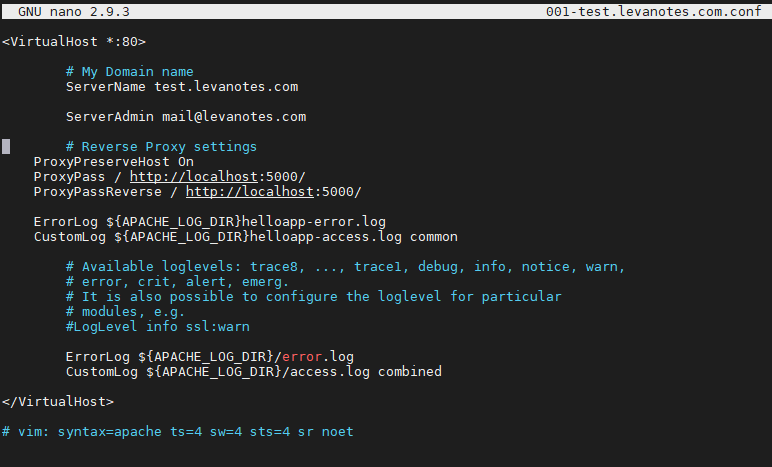 GNU nano 2.9.3 001-test.levanotes.com.conf
<VirtualHost *:80>
# My Domain name
ServerName test.levanotes.com
ServerAdmin mail@levanotes.com
# Reverse Proxy settings
ProxyPreserveHost On
ProxyPass / http://localhost:5000/
ProxyPassReverse / http://localhost:5000/
ErrorLog ${APACHE_LOG_DIR}helloapp-error.log
CustomLog ${APACHE_LOG_DIR}helloapp-access.log common
# Available loglevels: trace8, ..., trace1, debug, info, notice, warn,
# error, crit, alert, emerg.
# It is also possible to configure the loglevel for particular
# modules, e.g.
#LogLevel info ssl:warn
ErrorLog ${APACHE_LOG_DIR}/error.log
CustomLog ${APACHE_LOG_DIR}/access.log combined
</VirtualHost>
# vim: syntax=apache ts=4 sw=4 sts=4 sr noet